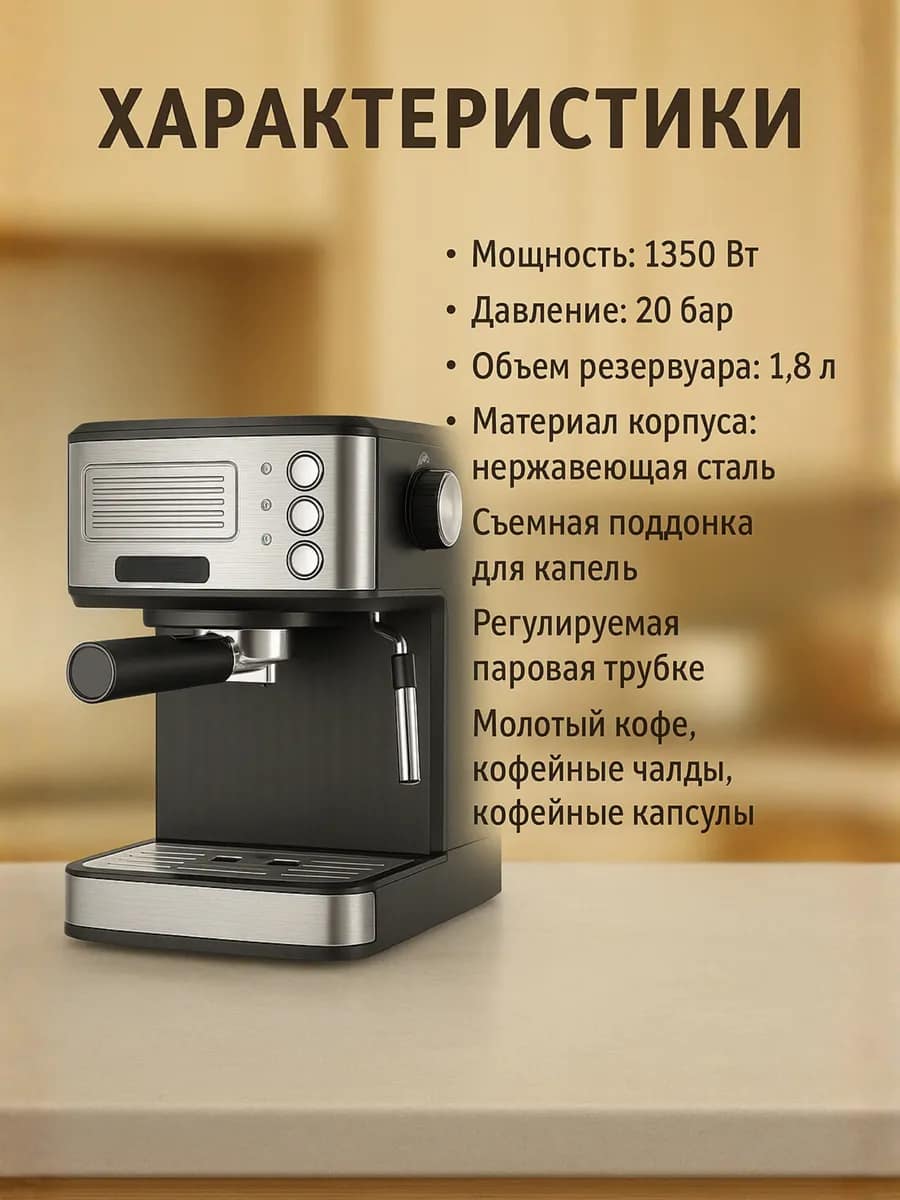 ХАРАКТЕРИСТИКИ
• Мощность: 1350 Вт
• Давление: 20 бар
• Объем резервуара: 1,8 л
• Материал корпуса:
нержавеющая сталь
Съемная поддонка
для капель
Регулируемая
паровая трубке
Молотый кофе,
кофейные чалды,
кофейные капсулы